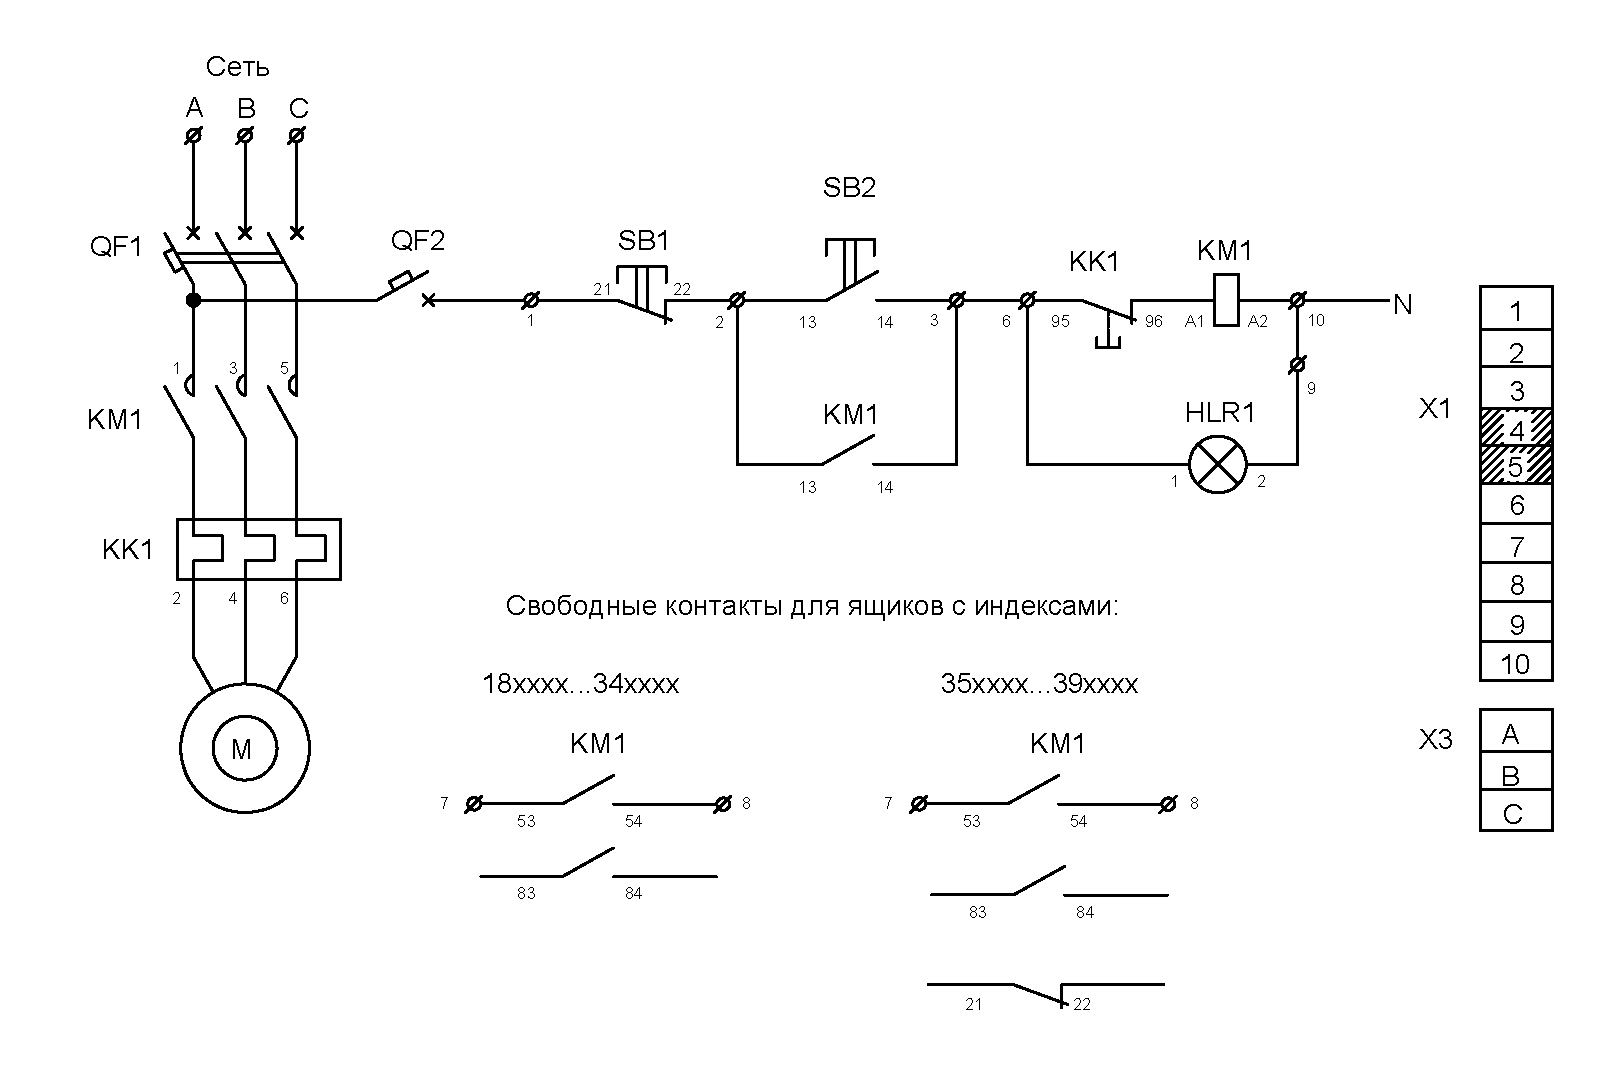 Сеть
A B C
SB2
QF1
QF2
SB1
KK1
KM1
21 22
N
1
2
13 14
3
6
95 96
A1 A2
10
1 3 5
9
KM1
KM1
HLR1
13 14
1 2
KK1
2 4 6
M
Свободные контакты для ящиков с индексами:
18xxxx...34xxxx
35xxxx...39xxxx
KM1
KM1
7 8
53 54
83 84
7 8
53 54
83 84
21 22
X1
1
2
3
4
5
6
7
8
9
10
X3
A
B
C